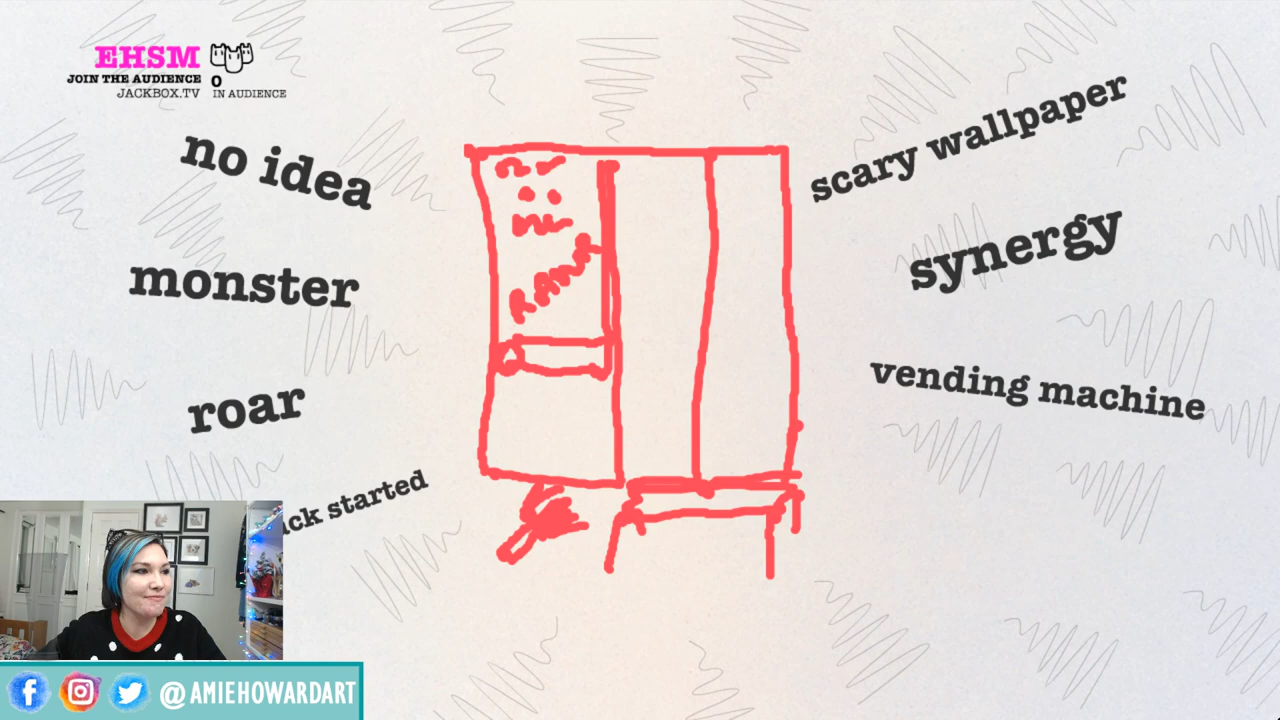 EHSM
JOIN THE AUDIENCE
JACKBOX.TV
0
IN AUDIENCE
no idea
monster
roar
started
scary wallpaper
synergy
vending machine
@AMIEHOWARDART